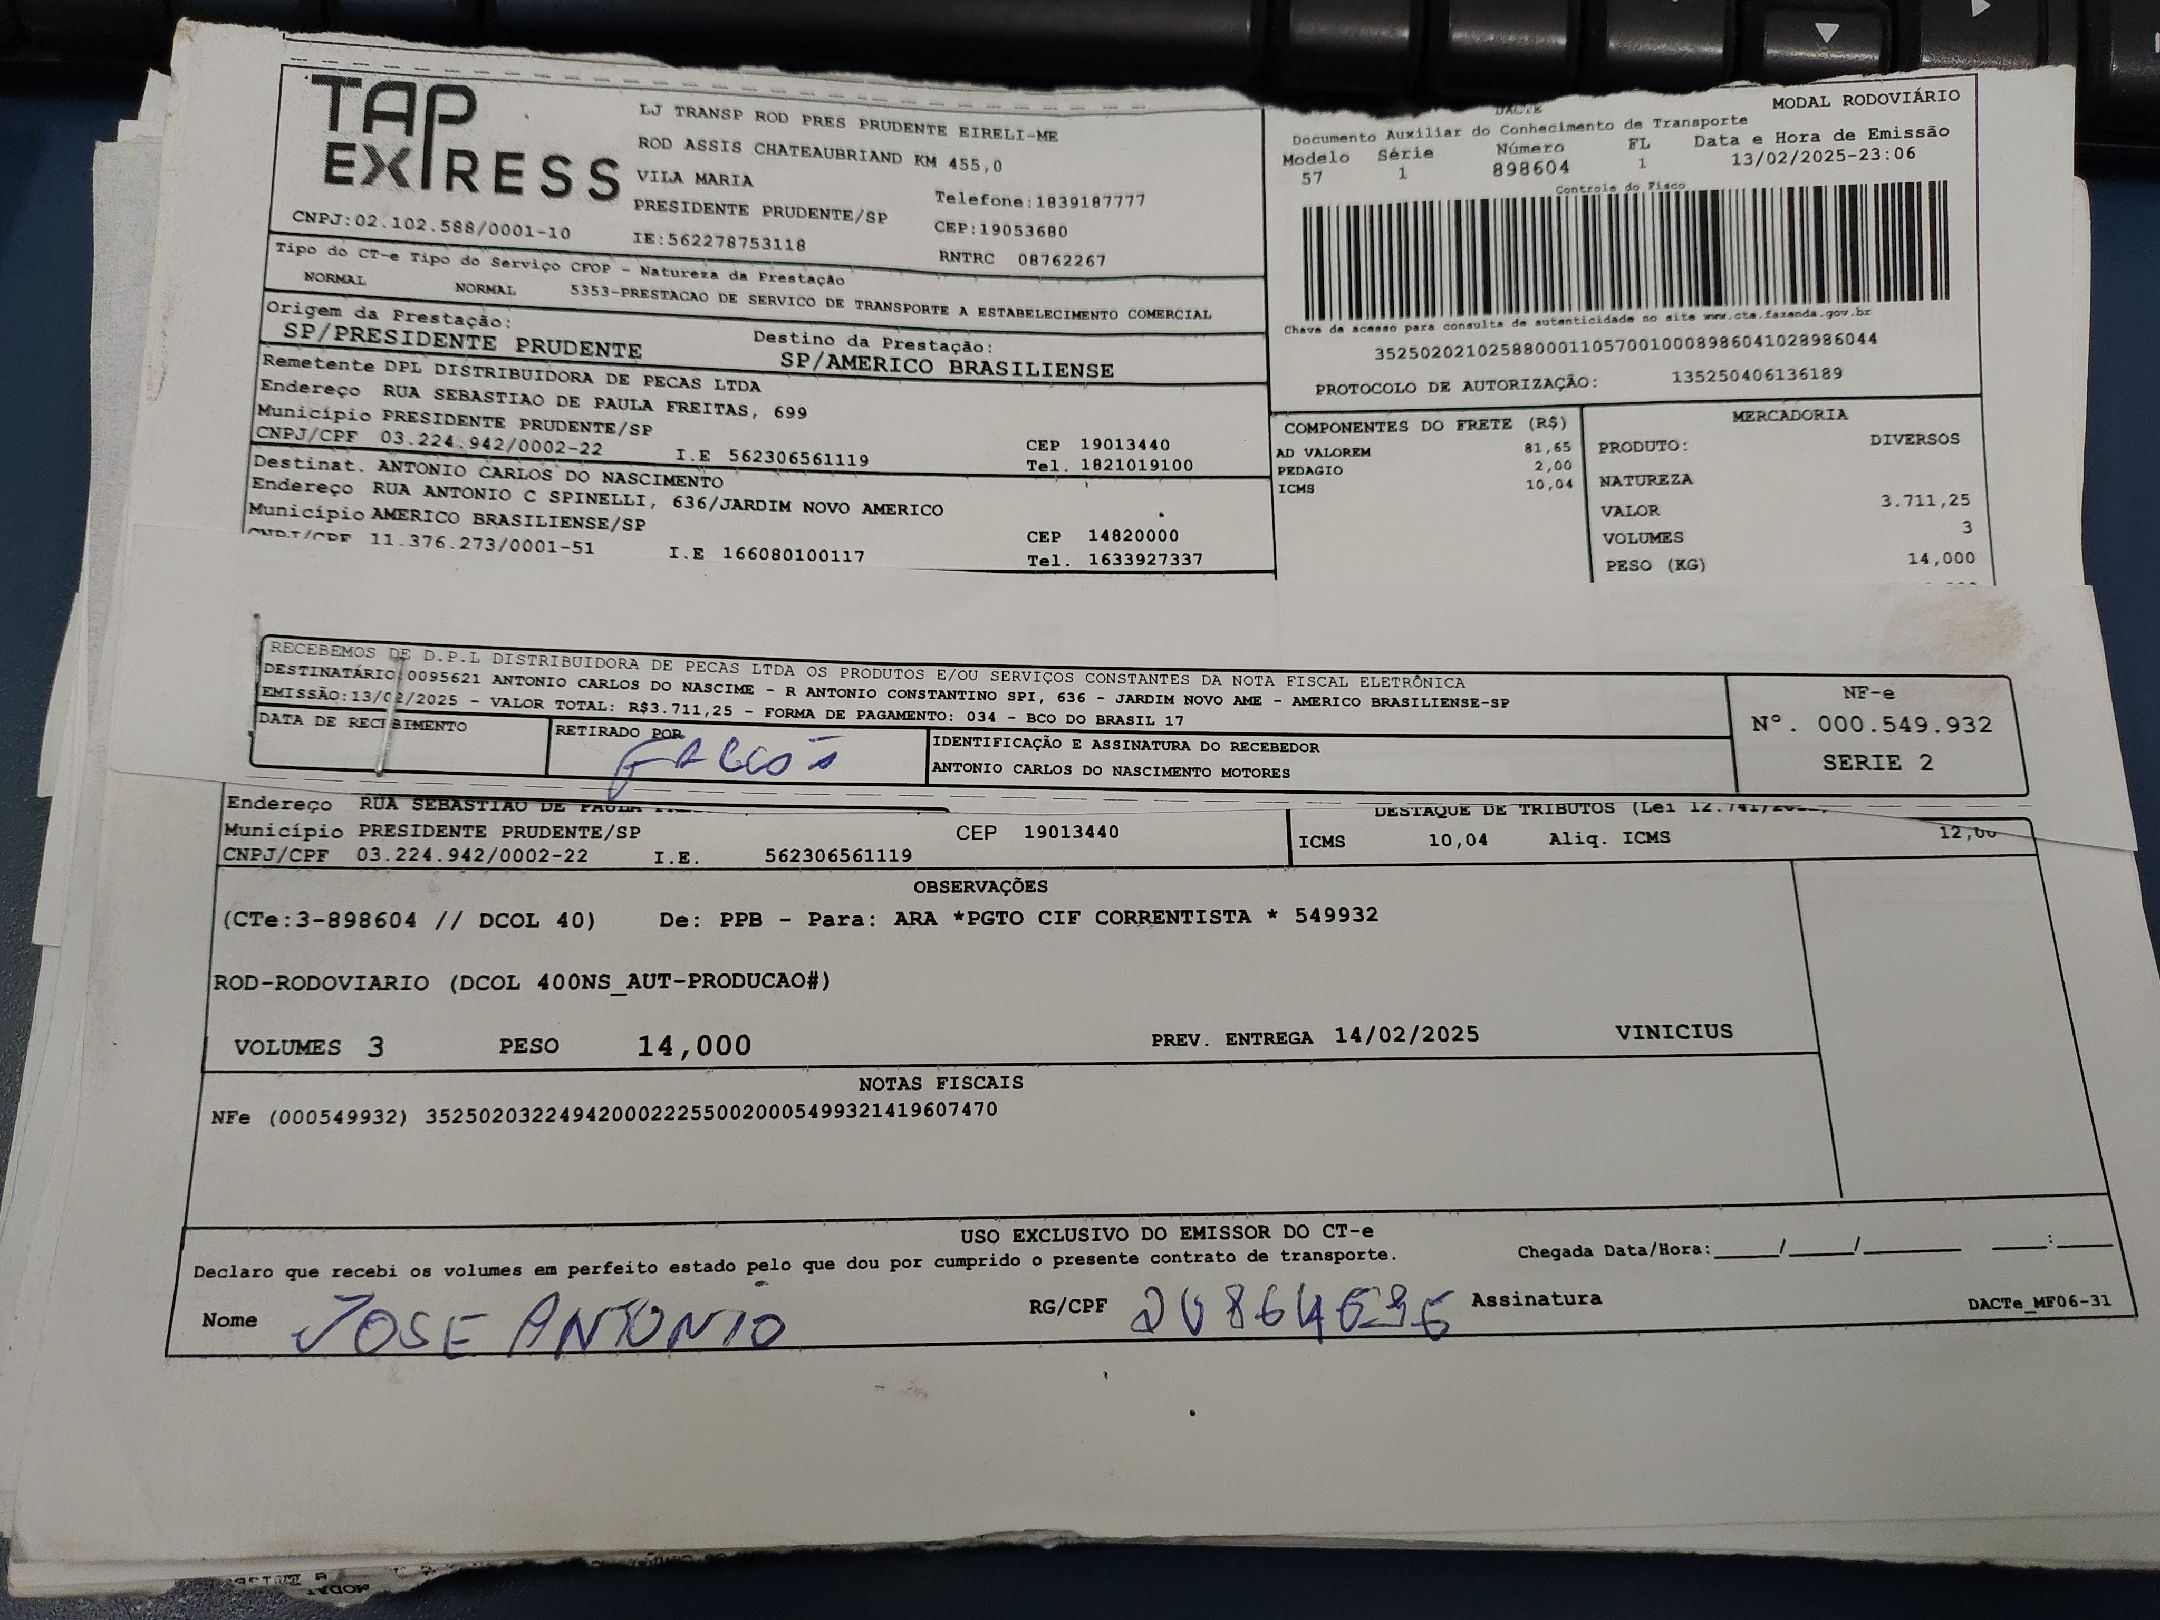 TAP
EXPRESS
CNPJ:02.102.588/0001-10
LJ TRANSP ROD PRES PRUDENTE EIRELI-ME
ROD ASSIS CHATEAUBRIAND KM 455,0
VILA MARIA
PRESIDENTE PRUDENTE/SP
IE:562278753118
Telefone:1839187777
CEP:19053680
RNTRC 08762267
DACTE
MODAL RODOVIÁRIO
Documento Auxiliar do Conhecimento de Transporte
Modelo Série Número FL Data e Hora de Emissão
57 1 898604 1 13/02/2025-23:06
Controle do Fisco
Chave de acesso para consulta de autenticidade no site www.cte.fazenda.gov.br
35250202102588000110570010008986041028986044
PROTOCOLO DE AUTORIZAÇÃO: 135250406136189
Tipo do CT-e Tipo do Serviço CFOP - Natureza da Prestação
NORMAL NORMAL 5353-PRESTACAO DE SERVICO DE TRANSPORTE A ESTABELECIMENTO COMERCIAL
Origem da Prestação: Destino da Prestação:
SP/PRESIDENTE PRUDENTE SP/AMERICO BRASILIENSE
Remetente DPL DISTRIBUIDORA DE PECAS LTDA
Endereço RUA SEBASTIAO DE PAULA FREITAS, 699
Município PRESIDENTE PRUDENTE/SP CEP 19013440
CNPJ/CPF 03.224.942/0002-22 I.E 562306561119 Tel. 1821019100
Destinat. ANTONIO CARLOS DO NASCIMENTO
Endereço RUA ANTONIO C SPINELLI, 636/JARDIM NOVO AMERICO
Município AMERICO BRASILIENSE/SP CEP 14820000
CNPJ/CPF 11.376.273/0001-51 I.E 166080100117 Tel. 1633927337
COMPONENTES DO FRETE (R$)
AD VALOREM 81,65
PEDAGIO 2,00
ICMS 10,04
MERCADORIA
PRODUTO: DIVERSOS
NATUREZA
VALOR 3.711,25
VOLUMES 3
PESO (KG) 14,000
RECEBEMOS DE D.P.L DISTRIBUIDORA DE PECAS LTDA OS PRODUTOS E/OU SERVIÇOS CONSTANTES DA NOTA FISCAL ELETRÔNICA
DESTINATÁRIO:0095621 ANTONIO CARLOS DO NASCIME - R ANTONIO CONSTANTINO SPI, 636 - JARDIM NOVO AME - AMERICO BRASILIENSE-SP
EMISSÃO:13/02/2025 - VALOR TOTAL: R$3.711,25 - FORMA DE PAGAMENTO: 034 - BCO DO BRASIL 17
DATA DE RECEBIMENTO
RETIRADO POR
IDENTIFICAÇÃO E ASSINATURA DO RECEBEDOR
ANTONIO CARLOS DO NASCIMENTO MOTORES
NF-e
Nº. 000.549.932
SERIE 2
Endereço RUA SEBASTIAO DE PAULA
Município PRESIDENTE PRUDENTE/SP CEP 19013440
CNPJ/CPF 03.224.942/0002-22 I.E. 562306561119
DESTAQUE DE TRIBUTOS (Lei 12.741/
ICMS 10,04 Aliq. ICMS 12,00
OBSERVAÇÕES
(CTe:3-898604 // DCOL 40) De: PPB - Para: ARA *PGTO CIF CORRENTISTA * 549932
ROD-RODOVIARIO (DCOL 400NS_AUT-PRODUCAO#)
VOLUMES 3 PESO 14,000 PREV. ENTREGA 14/02/2025 VINICIUS
NOTAS FISCAIS
NFe (000549932) 35250203224942000222550020005499321419607470
USO EXCLUSIVO DO EMISSOR DO CT-e
Declaro que recebi os volumes em perfeito estado pelo que dou por cumprido o presente contrato de transporte. Chegada Data/Hora:____/____/______ ___:____
Nome JOSE ANTONIO RG/CPF Assinatura
DACTe_MF06-31